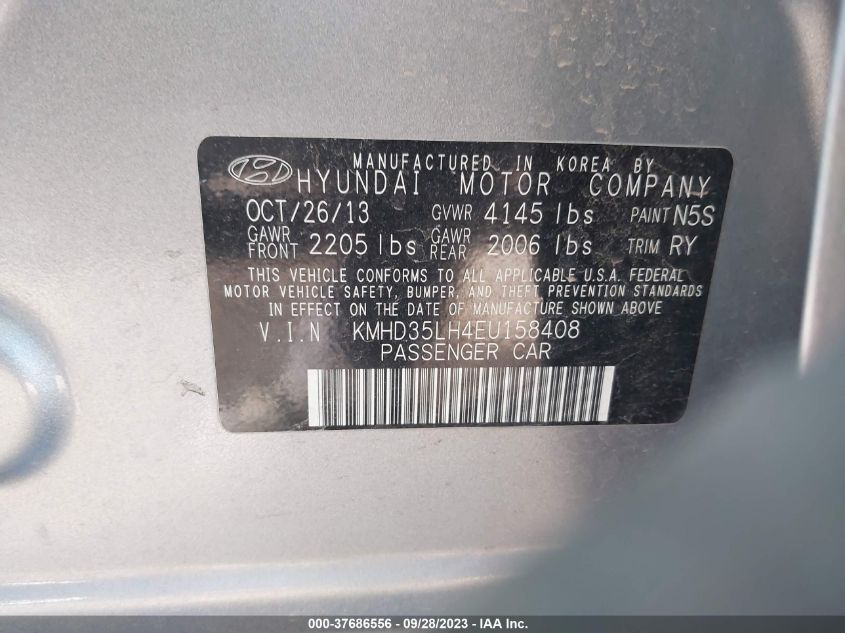 MANUFACTURED IN KOREA BY
HYUNDAI MOTOR COMPANY
OCT/26/13 GVWR 4145 lbs PAINT N5S
GAWR FRONT 2205 lbs GAWR REAR 2006 lbs TRIM RY
THIS VEHICLE CONFORMS TO ALL APPLICABLE U.S.A. FEDERAL
MOTOR VEHICLE SAFETY, BUMPER, AND THEFT PREVENTION STANDARDS
IN EFFECT ON THE DATE OF MANUFACTURE SHOWN ABOVE
V.I.N KMHD35LH4EU158408
PASSENGER CAR
000-37686556 - 09/28/2023 - IAA Inc.